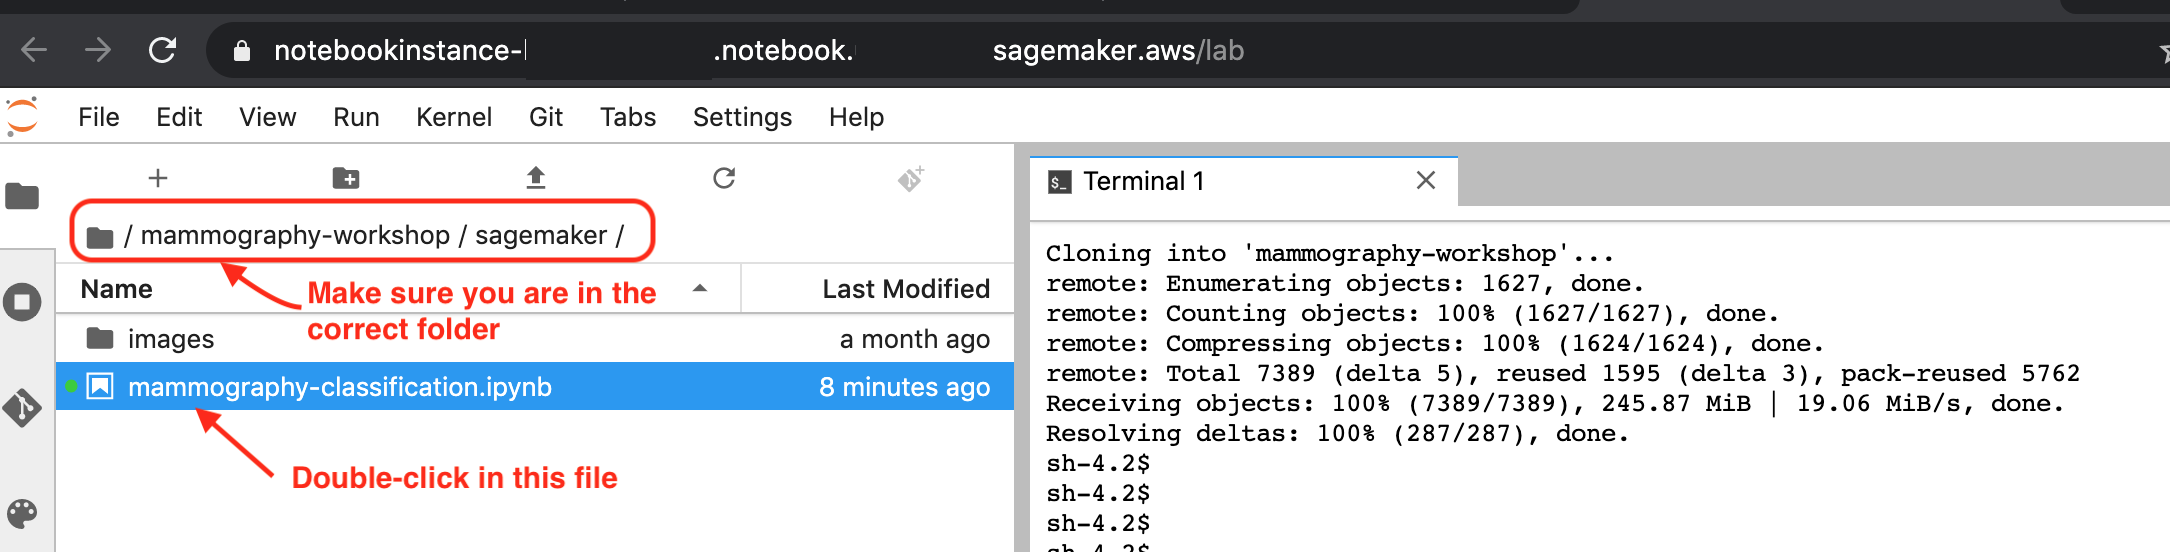 notebookinstance- .notebook. sagemaker.aws/lab
File Edit View Run Kernel Git Tabs Settings Help
/ mammography-workshop / sagemaker /
Name Last Modified
Make sure you are in the
correct folder
images a month ago
mammography-classification.ipynb 8 minutes ago
Double-click in this file
$_ Terminal 1
Cloning into 'mammography-workshop'...
remote: Enumerating objects: 1627, done.
remote: Counting objects: 100% (1627/1627), done.
remote: Compressing objects: 100% (1624/1624), done.
remote: Total 7389 (delta 5), reused 1595 (delta 3), pack-reused 5762
Receiving objects: 100% (7389/7389), 245.87 MiB | 19.06 MiB/s, done.
Resolving deltas: 100% (287/287), done.
sh-4.2$
sh-4.2$
sh-4.2$
sh-4.2$